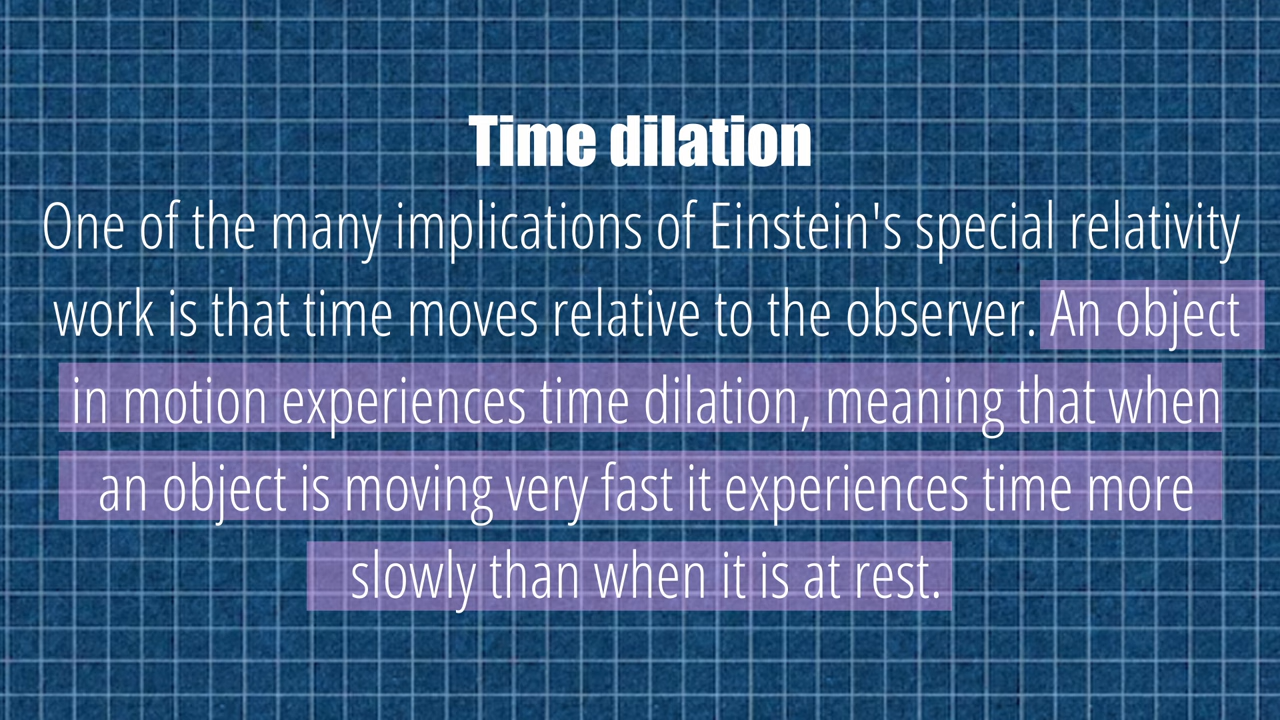 Time dilation
One of the many implications of Einstein's special relativity
work is that time moves relative to the observer. An object
in motion experiences time dilation, meaning that when
an object is moving very fast it experiences time more
slowly than when it is at rest.